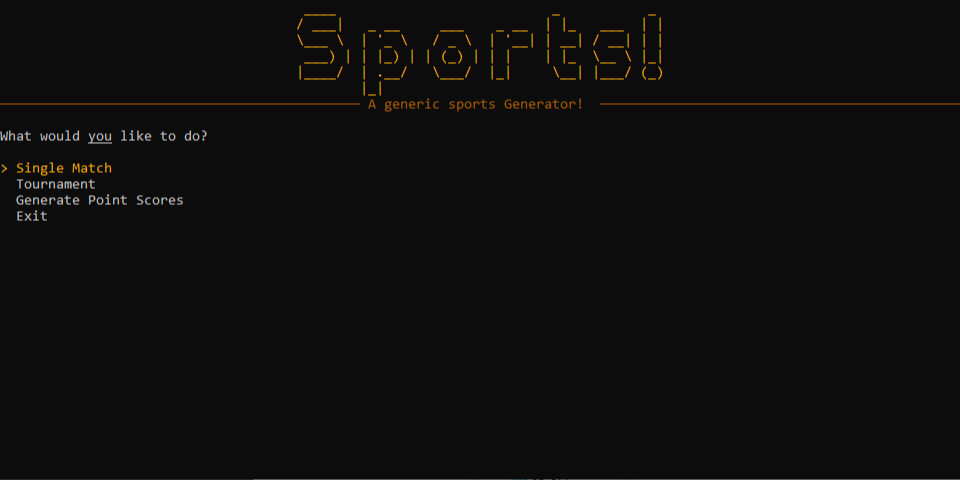 Sports!
A generic sports Generator!
What would you like to do?
> Single Match
Tournament
Generate Point Scores
Exit